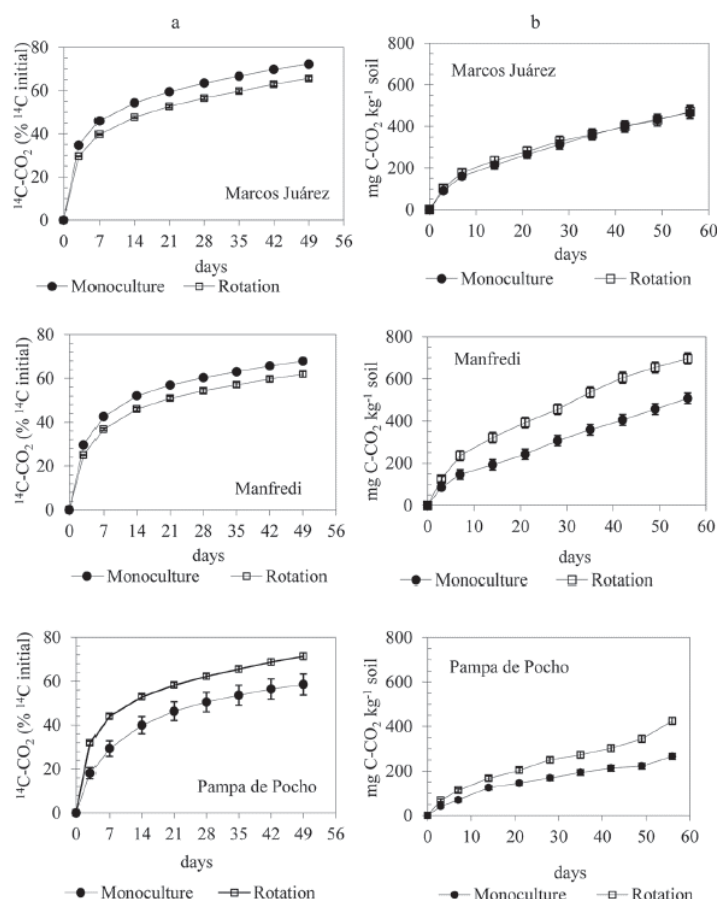 a
b
80
60
40
20
0
¹⁴C-CO₂ (% ¹⁴C initial)
Marcos Juárez
0 7 14 21 28 35 42 49 56
days
Monoculture Rotation
800
600
400
200
0
mg C-CO₂ kg⁻¹ soil
Marcos Juárez
0 10 20 30 40 50 60
days
Monoculture Rotation
80
60
40
20
0
¹⁴C-CO₂ (% ¹⁴C initial)
Manfredi
0 7 14 21 28 35 42 49 56
days
Monoculture Rotation
800
600
400
200
0
mg C-CO₂ kg⁻¹ soil
Manfredi
0 10 20 30 40 50 60
days
Monoculture Rotation
80
60
40
20
0
¹⁴C-CO₂ (% ¹⁴C initial)
Pampa de Pocho
0 7 14 21 28 35 42 49 56
days
Monoculture Rotation
800
600
400
200
0
mg C-CO₂ kg⁻¹ soil
Pampa de Pocho
0 10 20 30 40 50 60
days
Monoculture Rotation